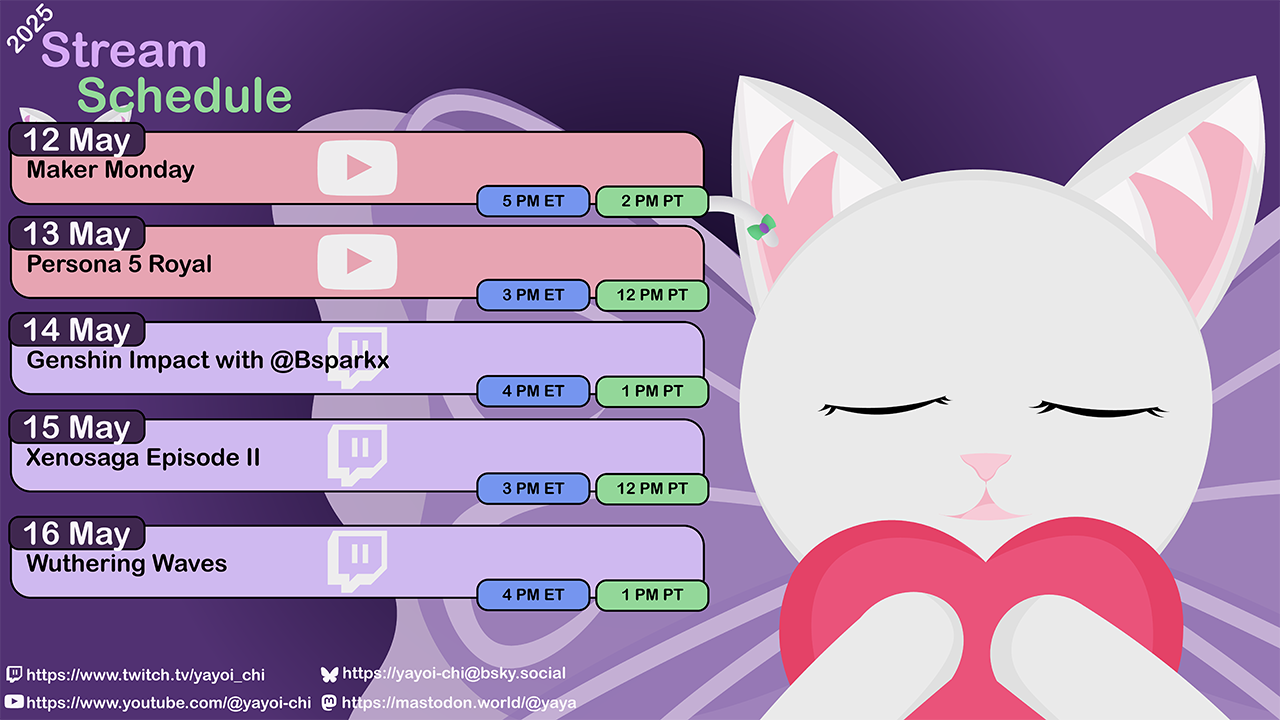 2025
Stream
Schedule
12 May
Maker Monday
5 PM ET
2 PM PT
13 May
Persona 5 Royal
3 PM ET
12 PM PT
14 May
Genshin Impact with @Bsparkx
4 PM ET
1 PM PT
15 May
Xenosaga Episode II
3 PM ET
12 PM PT
16 May
Wuthering Waves
4 PM ET
1 PM PT
https://www.twitch.tv/yayoi_chi
https://yayoi-chi@bsky.social
https://www.youtube.com/@yayoi-chi
https://mastodon.world/@yaya